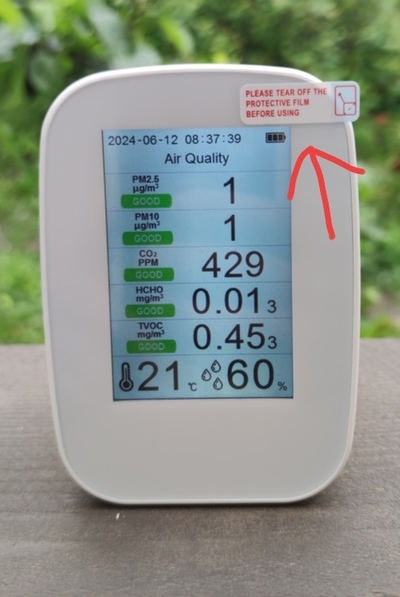 PLEASE TEAR OFF THE
PROTECTIVE FILM
BEFORE USING
2024-06-12 08:37:39
Air Quality
PM2.5
µg/m³ 1
GOOD
PM10
µg/m³ 1
GOOD
CO₂
PPM 429
GOOD
HCHO
mg/m³ 0.013
GOOD
TVOC
mg/m³ 0.453
GOOD
21 °C 60 %